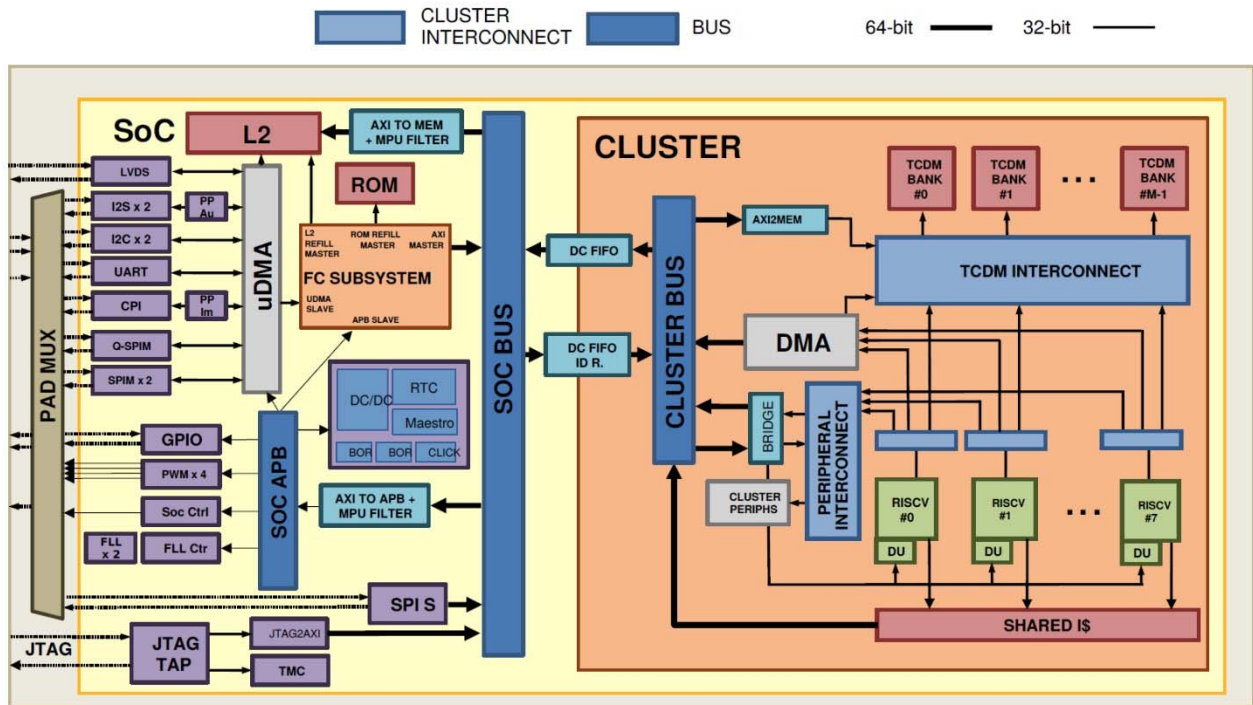 CLUSTER
INTERCONNECT
BUS
64-bit
32-bit
SoC
L2
AXI TO MEM
+ MPU FILTER
CLUSTER
LVDS
I2S x 2
PP
Au
I2C x 2
UART
CPI
PP
Im
Q-SPIM
SPIM x 2
PAD MUX
uDMA
ROM
L2
REFILL
MASTER
ROM REFILL
MASTER
AXI
MASTER
FC SUBSYSTEM
UDMA
SLAVE
APB SLAVE
DC/DC
RTC
Maestro
BOR
BOR
CLICK
GPIO
PWM x 4
Soc Ctrl
FLL
x 2
FLL Ctr
SOC APB
AXI TO APB +
MPU FILTER
SPI S
JTAG
JTAG
TAP
JTAG2AXI
TMC
SOC BUS
DC FIFO
DC FIFO
ID R.
CLUSTER BUS
AXI2MEM
TCDM
BANK
#0
TCDM
BANK
#1
...
TCDM
BANK
#M-1
TCDM INTERCONNECT
DMA
BRIDGE
PERIPHERAL
INTERCONNECT
CLUSTER
PERIPHS
RISCV
#0
DU
RISCV
#1
DU
...
RISCV
#7
DU
SHARED I$